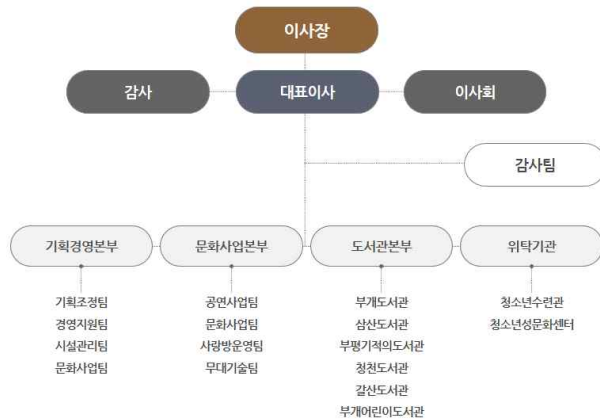 이사장
감사
대표이사
이사회
감사팀
기획경영본부
문화사업본부
도서관본부
위탁기관
기획조정팀
경영지원팀
시설관리팀
문화사업팀
공연사업팀
문화사업팀
사랑방운영팀
무대기술팀
부개도서관
삼산도서관
부평기적의도서관
청천도서관
갈산도서관
부개어린이도서관
청소년수련관
청소년성문화센터